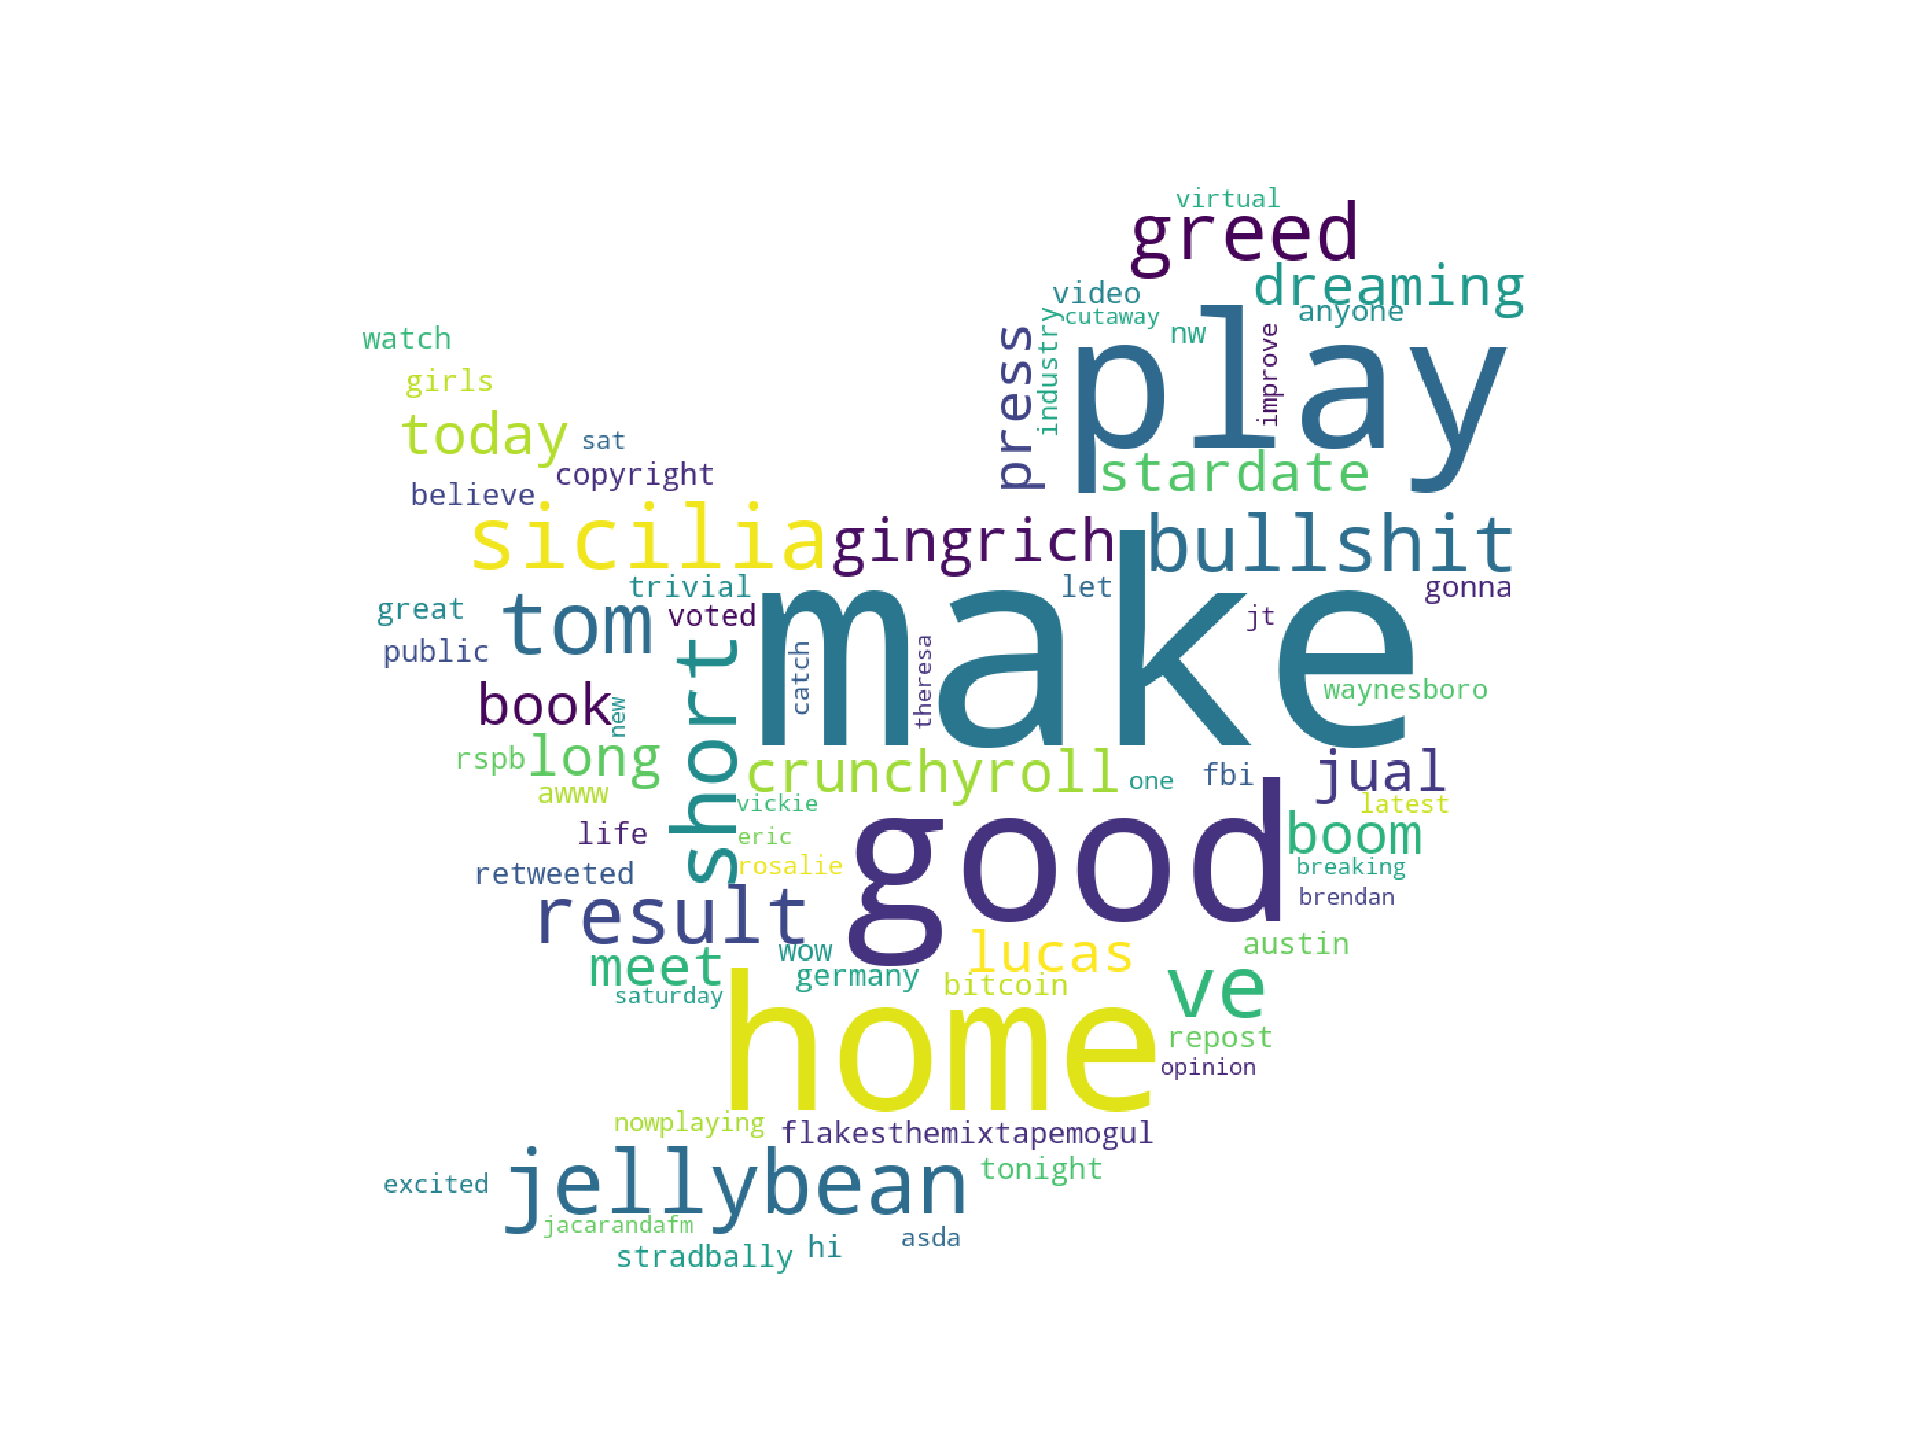 virtual
greed
dreaming
video
anyone
cutaway
watch
nw
industry
press
improve
play
girls
today
sat
copyright
stardate
believe
sicilia
gingrich
bullshit
trivial
let
gonna
great
tom
voted
make
jt
public
short
catch
theresa
waynesboro
book
new
long
rspb
crunchyroll
one
fbi
jual
awww
vickie
latest
life
eric
good
boom
rosalie
breaking
retweeted
brendan
result
wow
lucas
austin
meet
germany
bitcoin
ve
saturday
home
repost
opinion
nowplaying
flakesthemixtapemogul
tonight
excited
jellybean
jacarandafm
asda
stradbally
hi